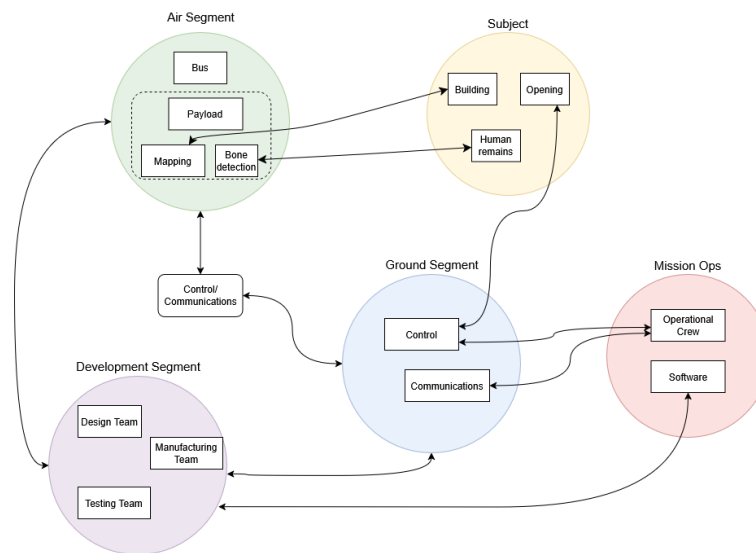 Air Segment
Bus
Payload
Mapping
Bone
detection
Subject
Building
Opening
Human
remains
Control/
Communications
Ground Segment
Control
Communications
Mission Ops
Operational
Crew
Software
Development Segment
Design Team
Manufacturing
Team
Testing Team